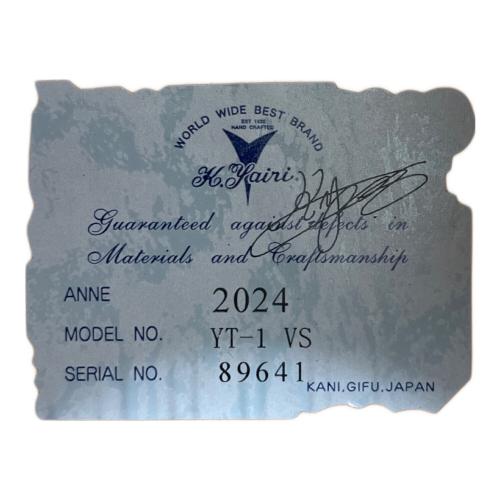 WORLD WIDE BEST BRAND
EST 1935
HAND CRAFTED
K.Yairi
Guaranteed against defects in
Materials and Craftsmanship
ANNE 2024
MODEL NO. YT-1 VS
SERIAL NO. 89641
KANI.GIFU.JAPAN